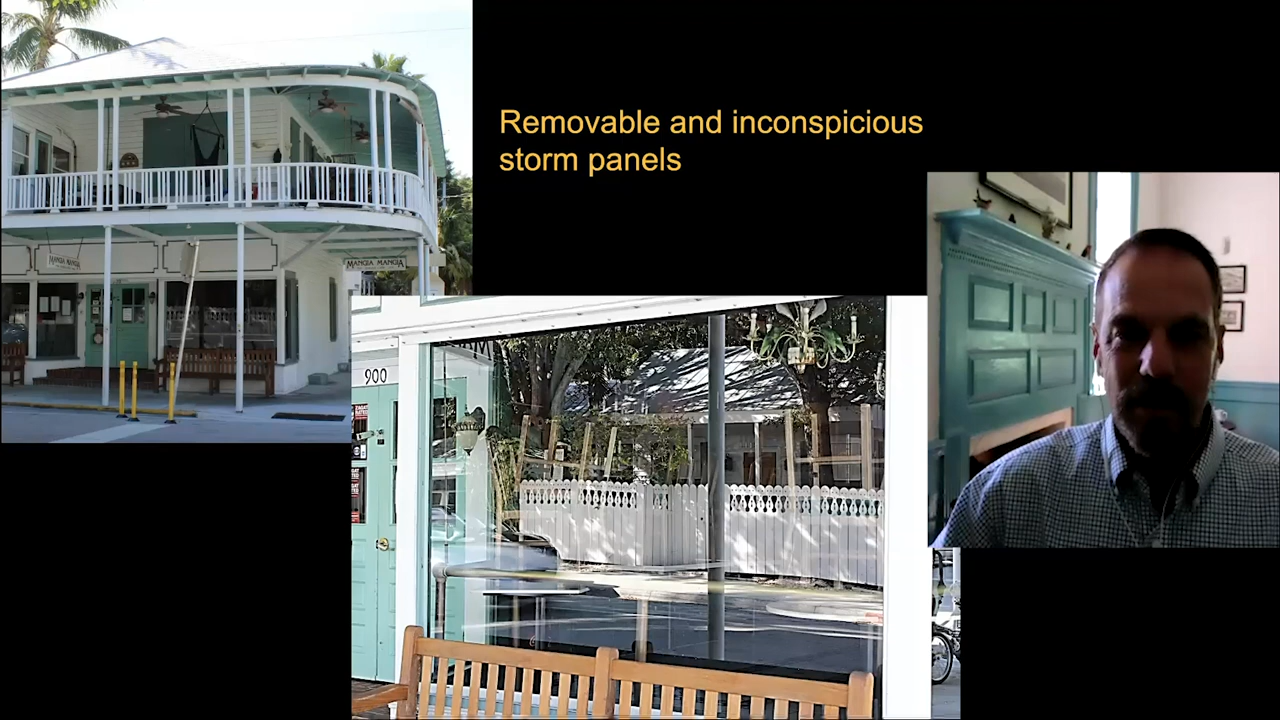 Removable and inconspicious
storm panels
MANGIA MANGIA
MANGIA MANGIA
900